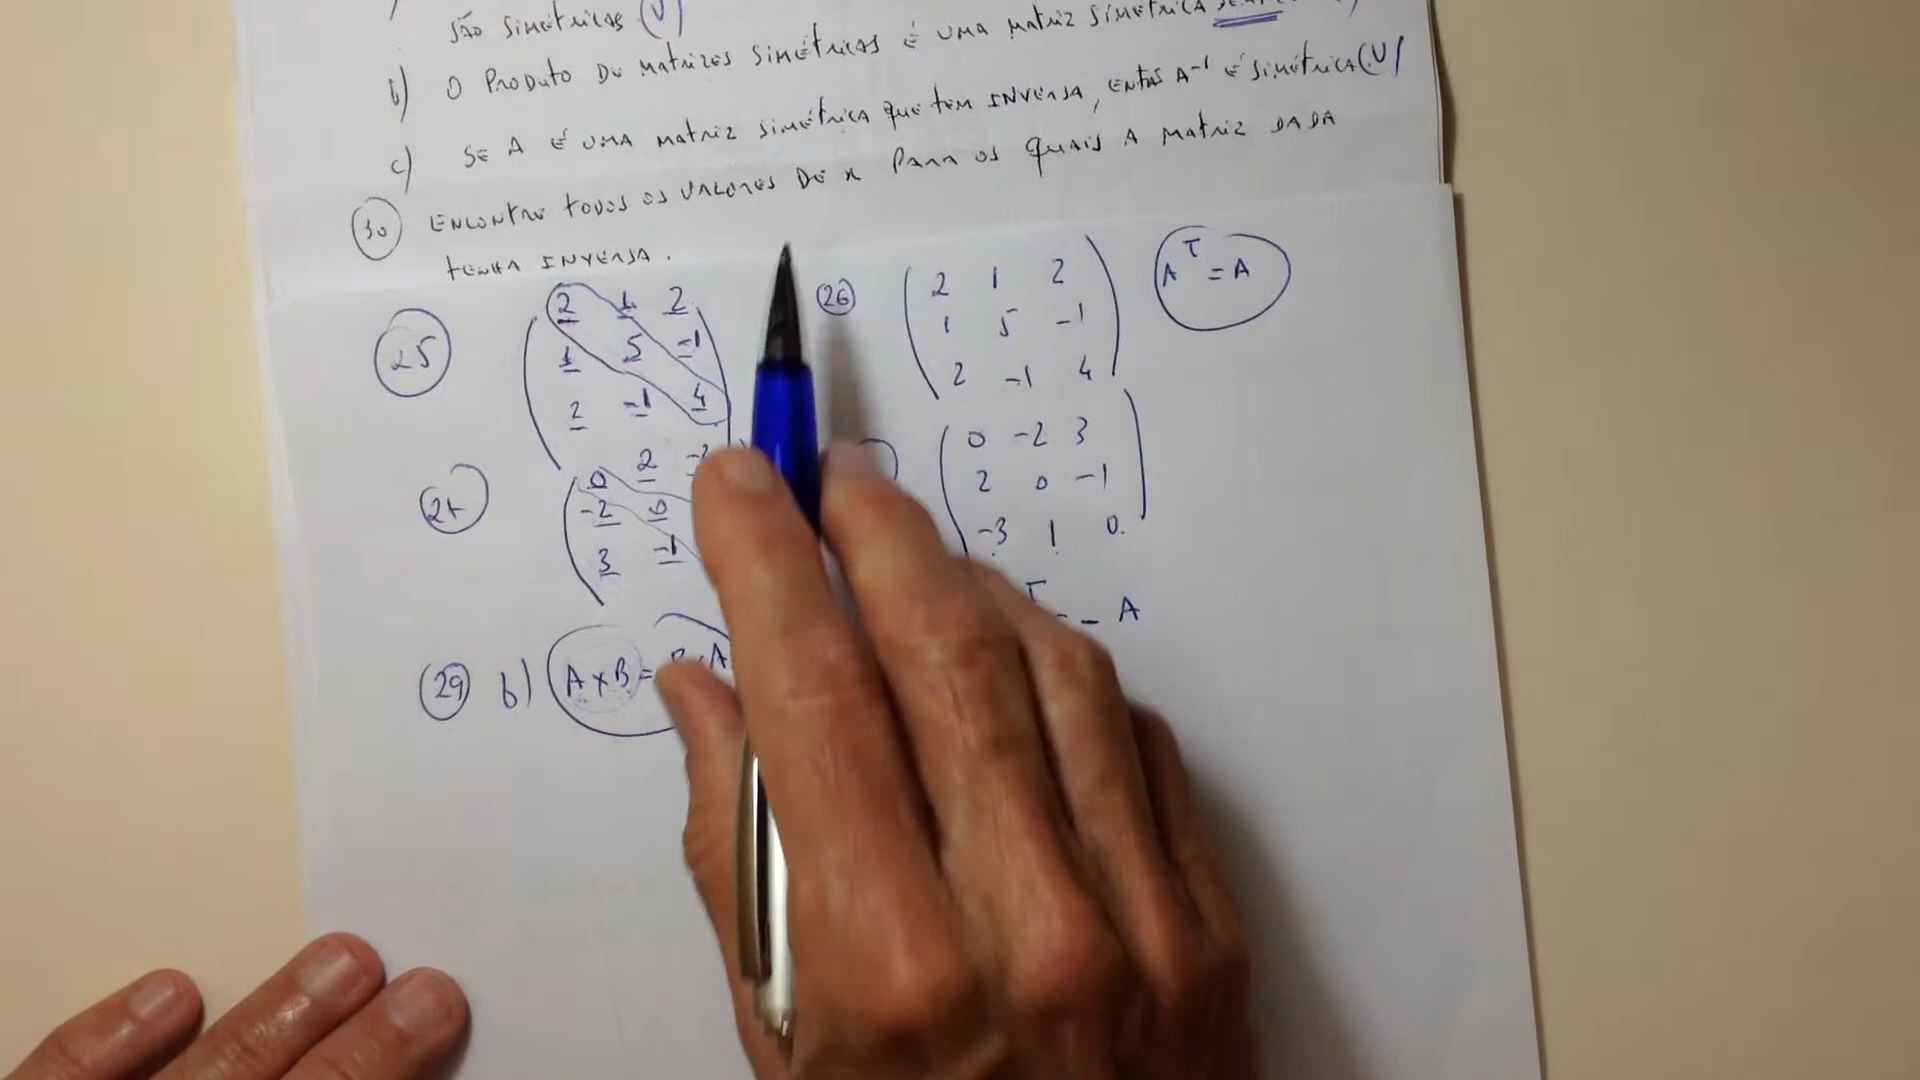 são simétricas (V)
b) O Produto de matrizes simétricas é uma matriz simétrica
c) Se A é uma matriz simétrica que tem inversa, então A⁻¹ é simétrica (V)
30 Encontre todos os valores de x para os quais a matriz dada
tenha inversa.
25
2 1 2
1 5 -1
2 -1 4
26
2 1 2
1 5 -1
2 -1 4
Aᵀ = A
27
0 2
-2 0
3 -1
0 -2 3
2 0 -1
-3 1 0
T = - A
29 b) A x B = B x A